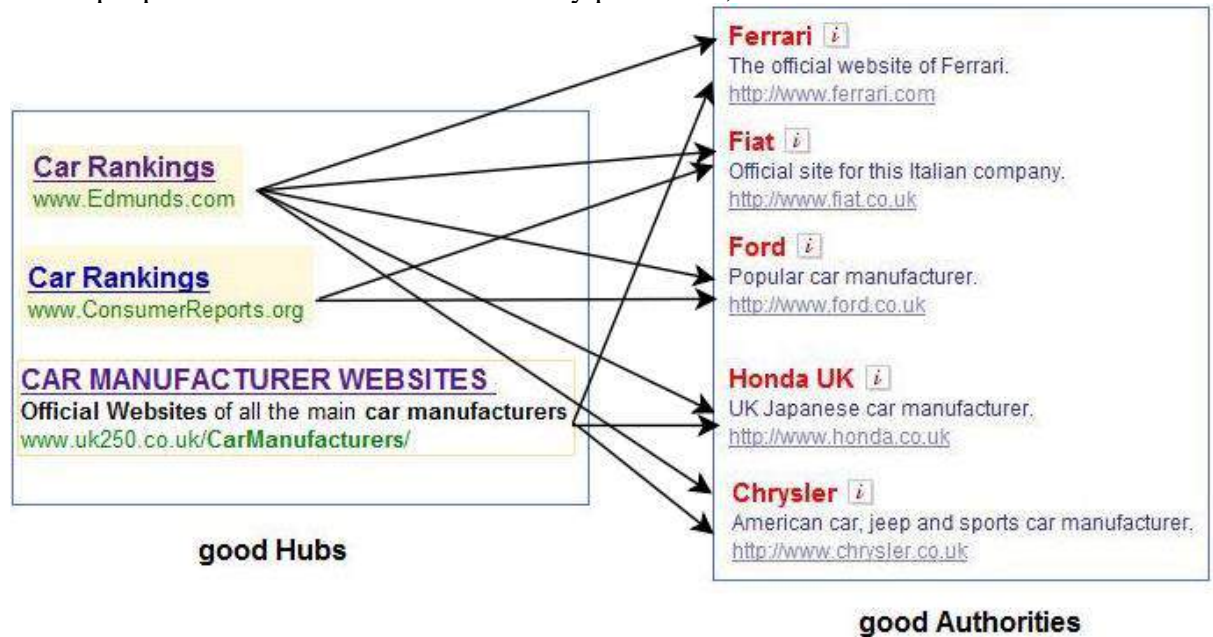 Car Rankings
www.Edmunds.com
Car Rankings
www.ConsumerReports.org
CAR MANUFACTURER WEBSITES
Official Websites of all the main car manufacturers
www.uk250.co.uk/CarManufacturers/
good Hubs
Ferrari i
The official website of Ferrari.
http://www.ferrari.com
Fiat i
Official site for this Italian company.
http://www.fiat.co.uk
Ford i
Popular car manufacturer.
http://www.ford.co.uk
Honda UK i
UK Japanese car manufacturer.
http://www.honda.co.uk
Chrysler i
American car, jeep and sports car manufacturer.
http://www.chrysler.co.uk
good Authorities